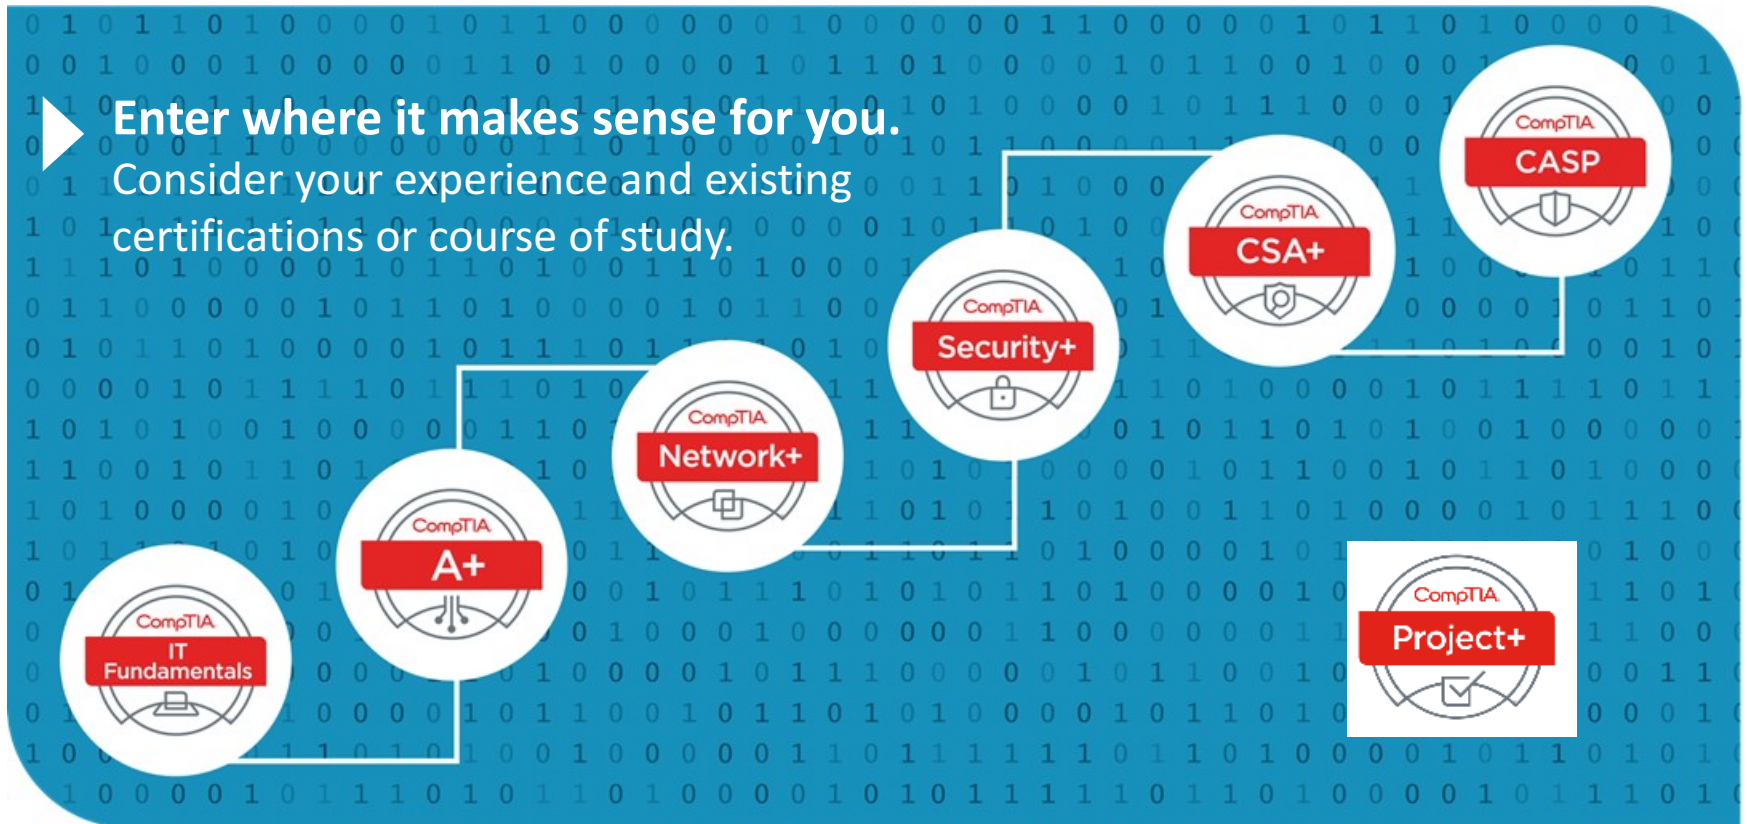 Enter where it makes sense for you.
Consider your experience and existing
certifications or course of study.
CompTIA
CASP
CompTIA
CSA+
CompTIA
Security+
CompTIA
Network+
CompTIA
A+
CompTIA
IT
Fundamentals
CompTIA
Project+